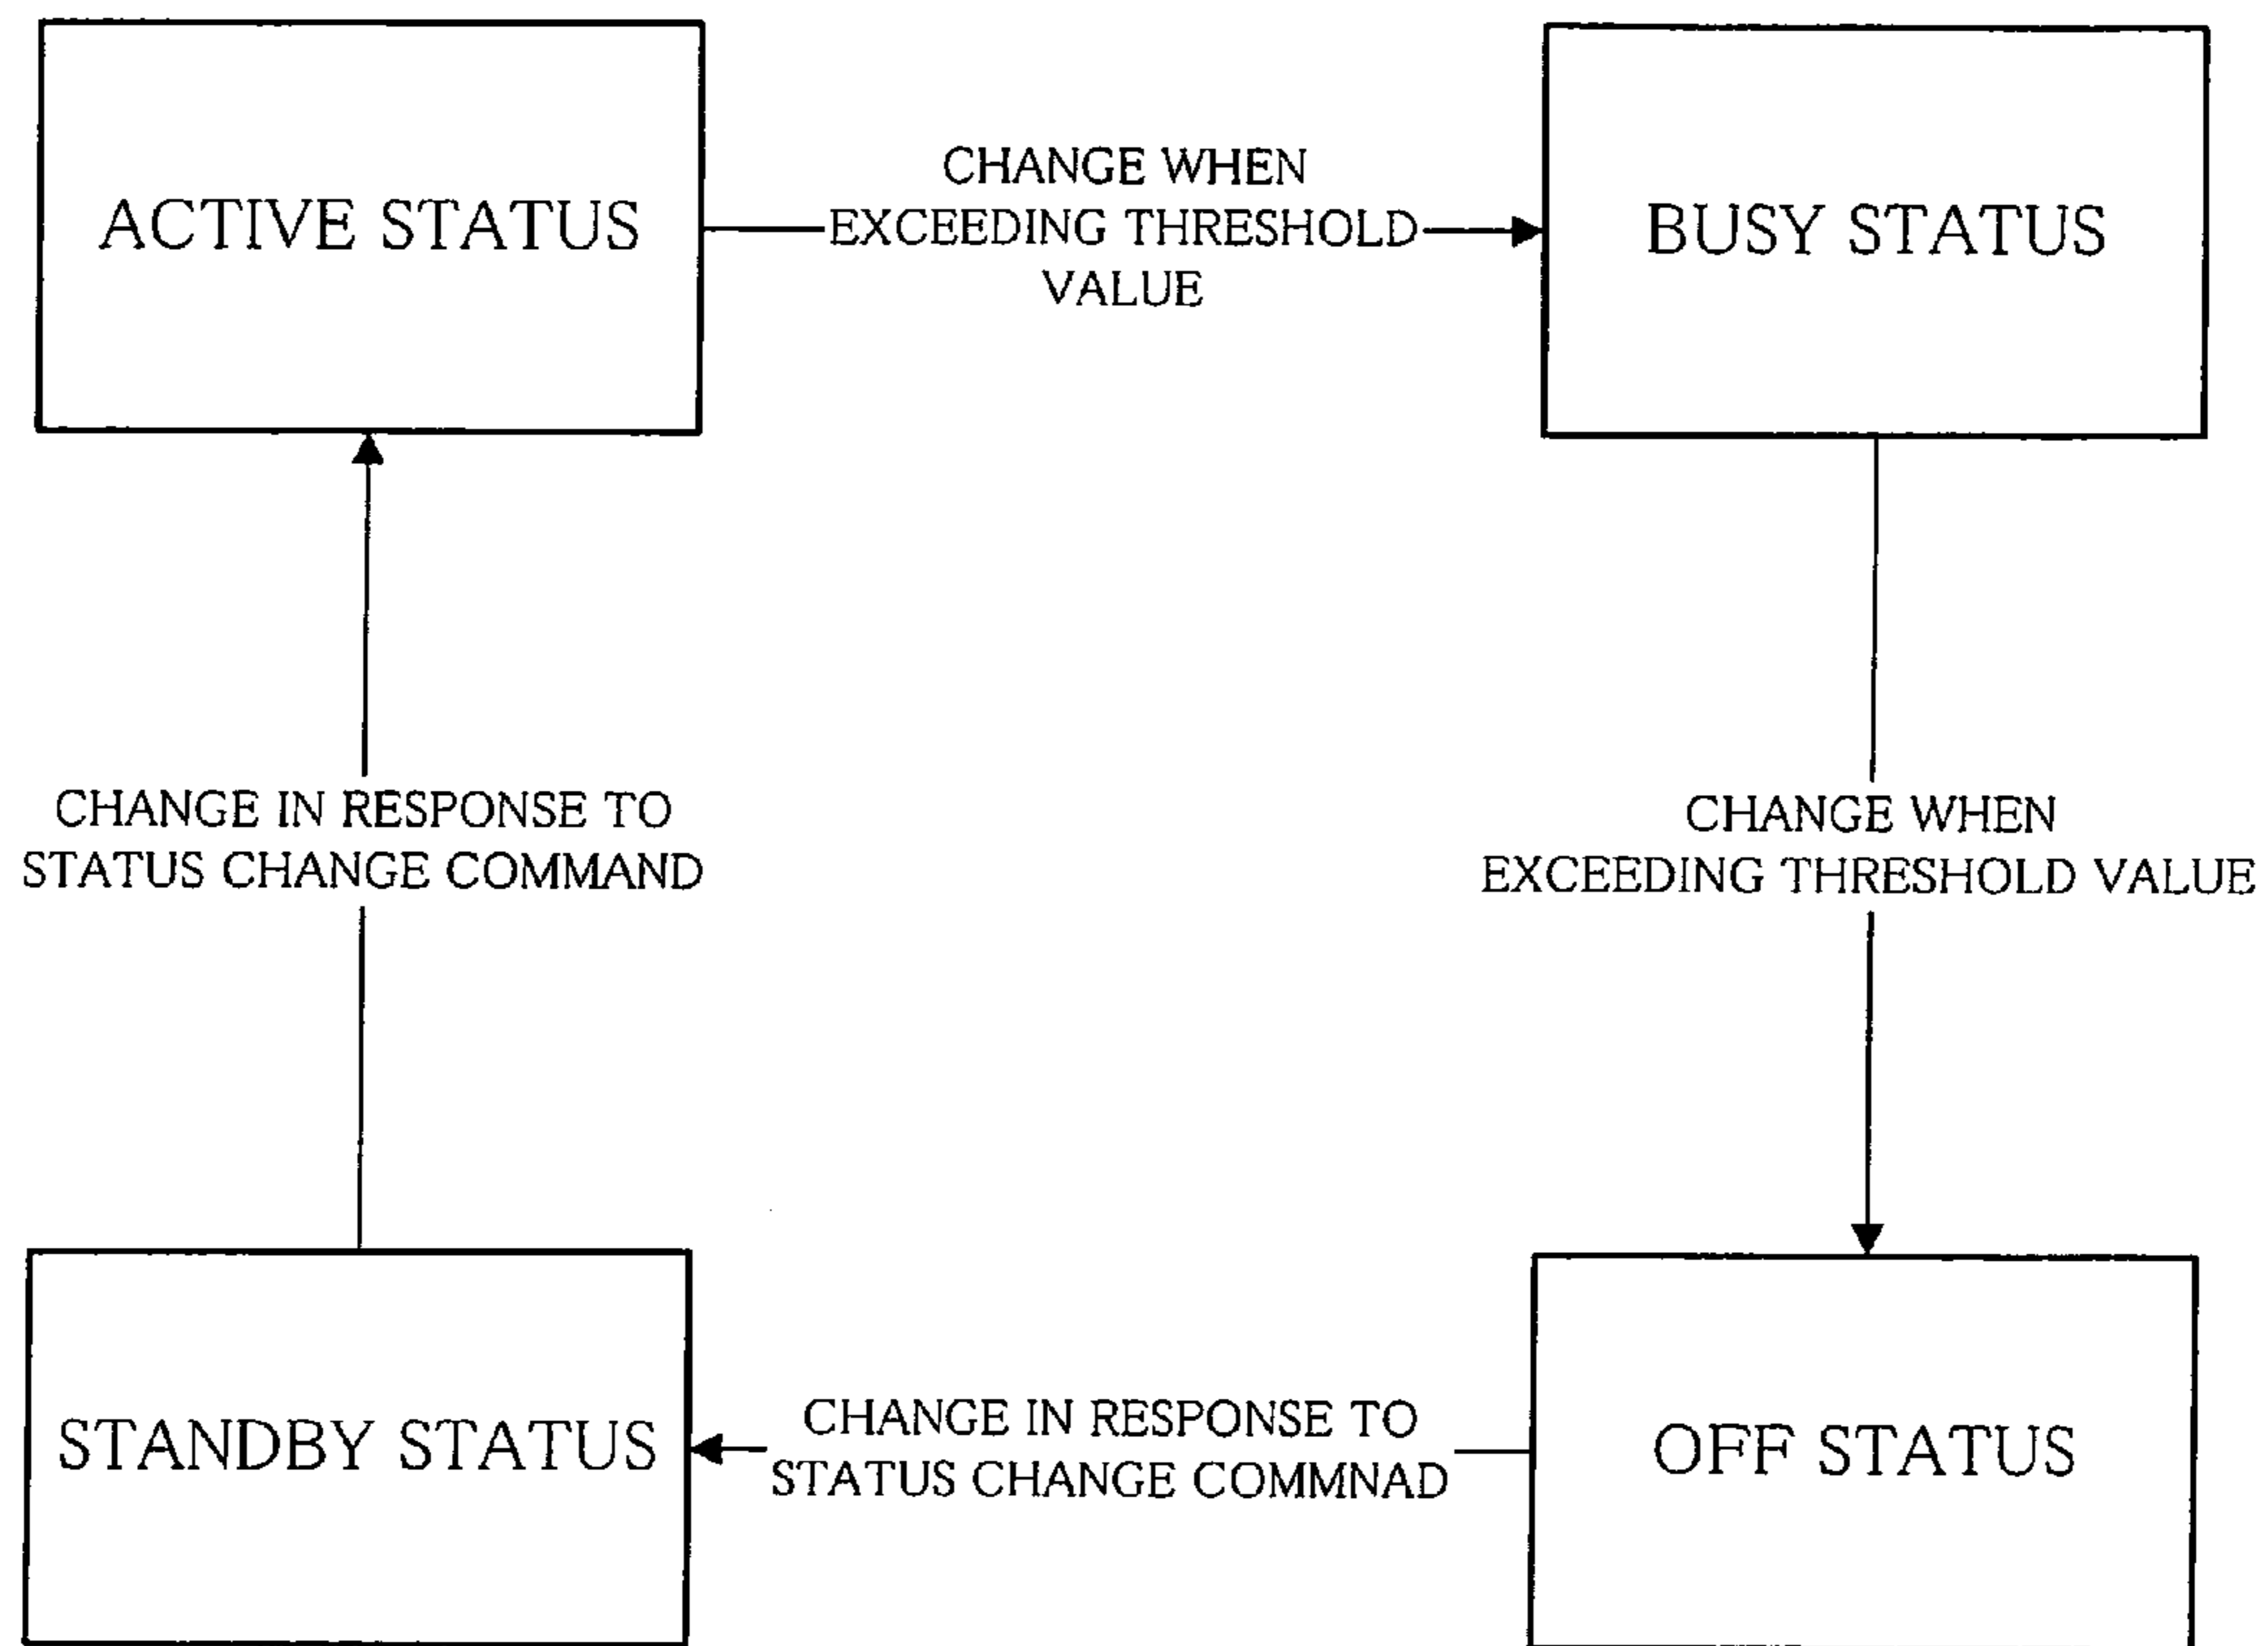 ACTIVE STATUS
CHANGE WHEN
EXCEEDING THRESHOLD
VALUE
BUSY STATUS
CHANGE IN RESPONSE TO
STATUS CHANGE COMMAND
CHANGE WHEN
EXCEEDING THRESHOLD VALUE
STANDBY STATUS
CHANGE IN RESPONSE TO
STATUS CHANGE COMMNAD
OFF STATUS